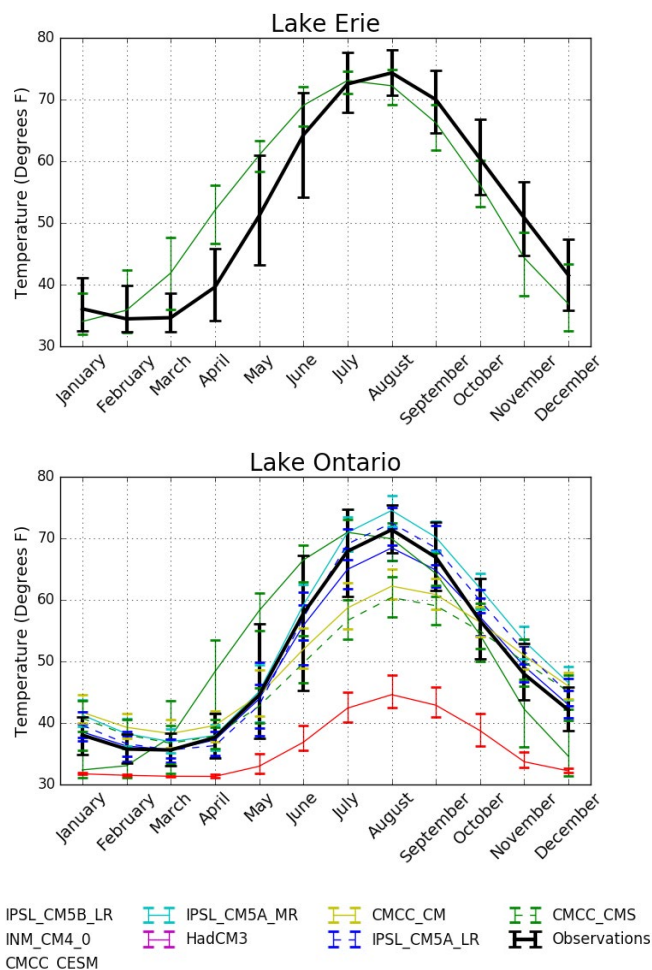 Lake Erie
80
70
60
50
40
30
Temperature (Degrees F)
January February March April May June July August September October November December
Lake Ontario
80
70
60
50
40
30
Temperature (Degrees F)
January February March April May June July August September October November December
IPSL_CM5B_LR IPSL_CM5A_MR CMCC_CM CMCC_CMS
INM_CM4_0 HadCM3 IPSL_CM5A_LR Observations
CMCC_CESM